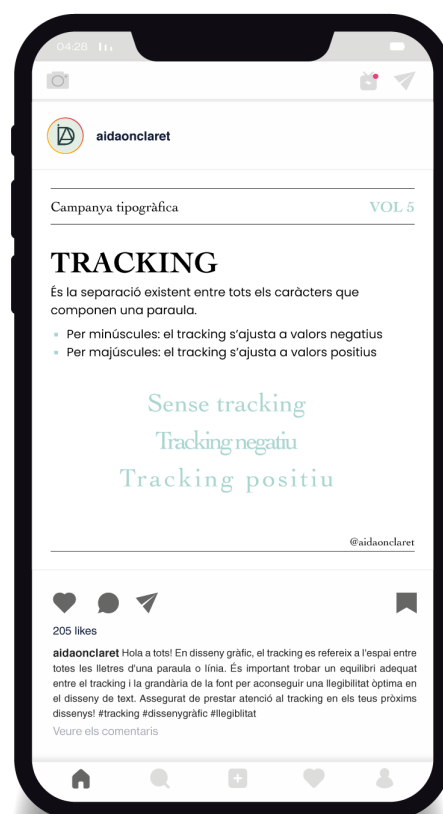 04:28
aidaonclaret
Campanya tipogràfica VOL 5
TRACKING
És la separació existent entre tots els caràcters que
componen una paraula.
Per minúscules: el tracking s'ajusta a valors negatius
Per majúscules: el tracking s'ajusta a valors positius
Sense tracking
Tracking negatiu
Tracking positiu
@aidaonclaret
205 likes
aidaonclaret Hola a tots! En disseny gràfic, el tracking es refereix a l'espai entre
totes les lletres d'una paraula o línia. És important trobar un equilibri adequat
entre el tracking i la grandària de la font per aconseguir una llegibilitat òptima en
el disseny de text. Assegurat de prestar atenció al tracking en els teus pròxims
dissenys! #tracking #dissenygràfic #llegiblitat
Veure els comentaris